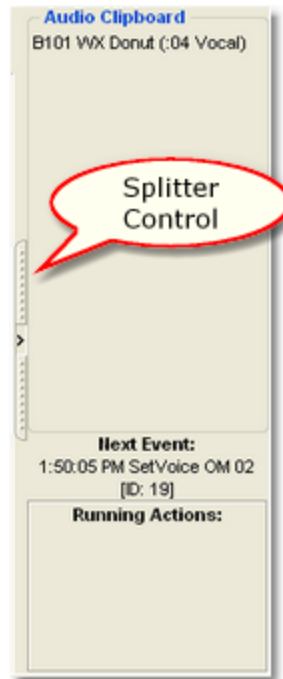 Audio Clipboard
B101 WX Donut (:04 Vocal)
Splitter
Control
Next Event:
1:50:05 PM SetVoice OM 02
[ID: 19]
Running Actions: